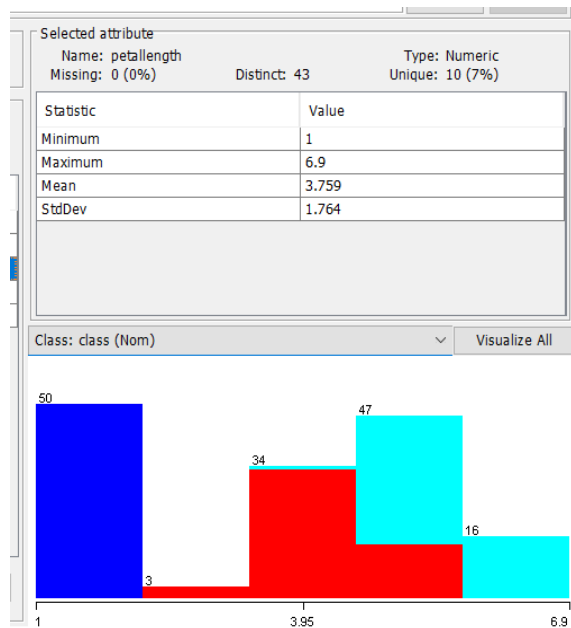 Selected attribute
Name: petallength Type: Numeric
Missing: 0 (0%) Distinct: 43 Unique: 10 (7%)
Statistic Value
Minimum 1
Maximum 6.9
Mean 3.759
StdDev 1.764
Class: class (Nom) Visualize All
50
47
34
16
3
1 3.95 6.9